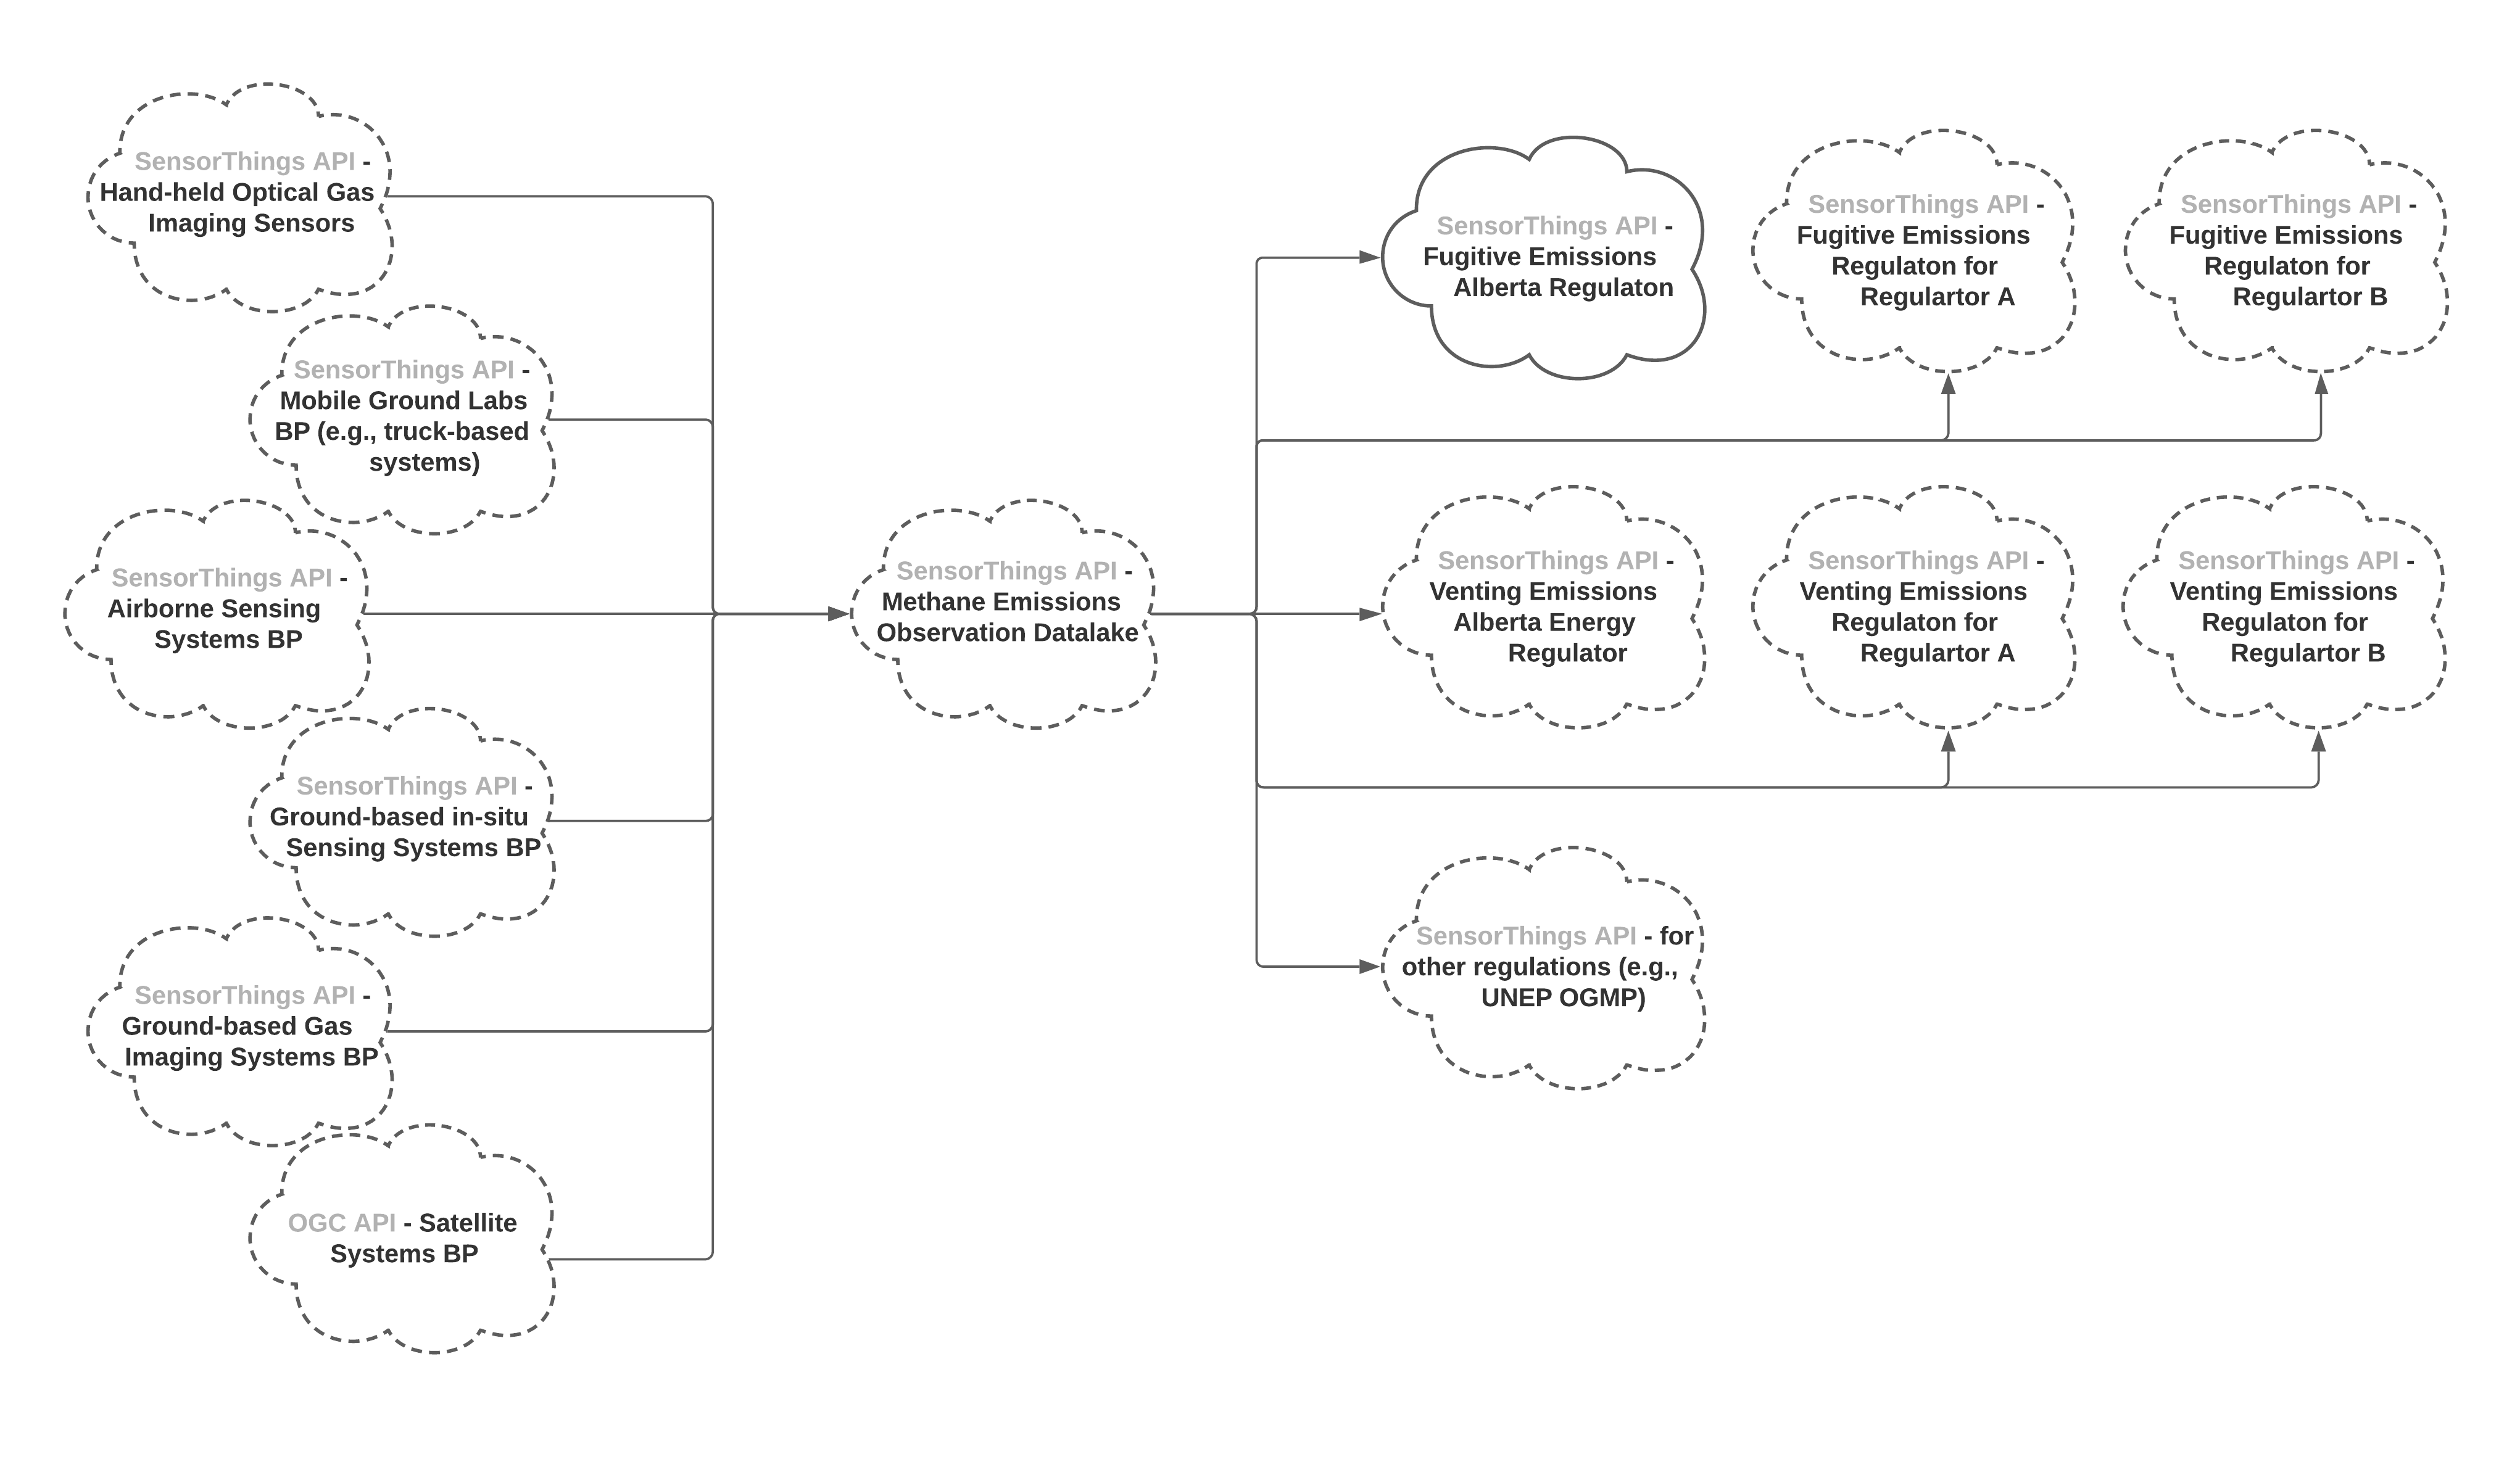 SensorThings API -
Hand-held Optical Gas
Imaging Sensors
SensorThings API -
Mobile Ground Labs
BP (e.g., truck-based
systems)
SensorThings API -
Airborne Sensing
Systems BP
SensorThings API -
Ground-based in-situ
Sensing Systems BP
SensorThings API -
Ground-based Gas
Imaging Systems BP
OGC API - Satellite
Systems BP
SensorThings API -
Methane Emissions
Observation Datalake
SensorThings API -
Fugitive Emissions
Alberta Regulaton
SensorThings API -
Fugitive Emissions
Regulaton for
Regulartor A
SensorThings API -
Fugitive Emissions
Regulaton for
Regulartor B
SensorThings API -
Venting Emissions
Alberta Energy
Regulator
SensorThings API -
Venting Emissions
Regulaton for
Regulartor A
SensorThings API -
Venting Emissions
Regulaton for
Regulartor B
SensorThings API - for
other regulations (e.g.,
UNEP OGMP)